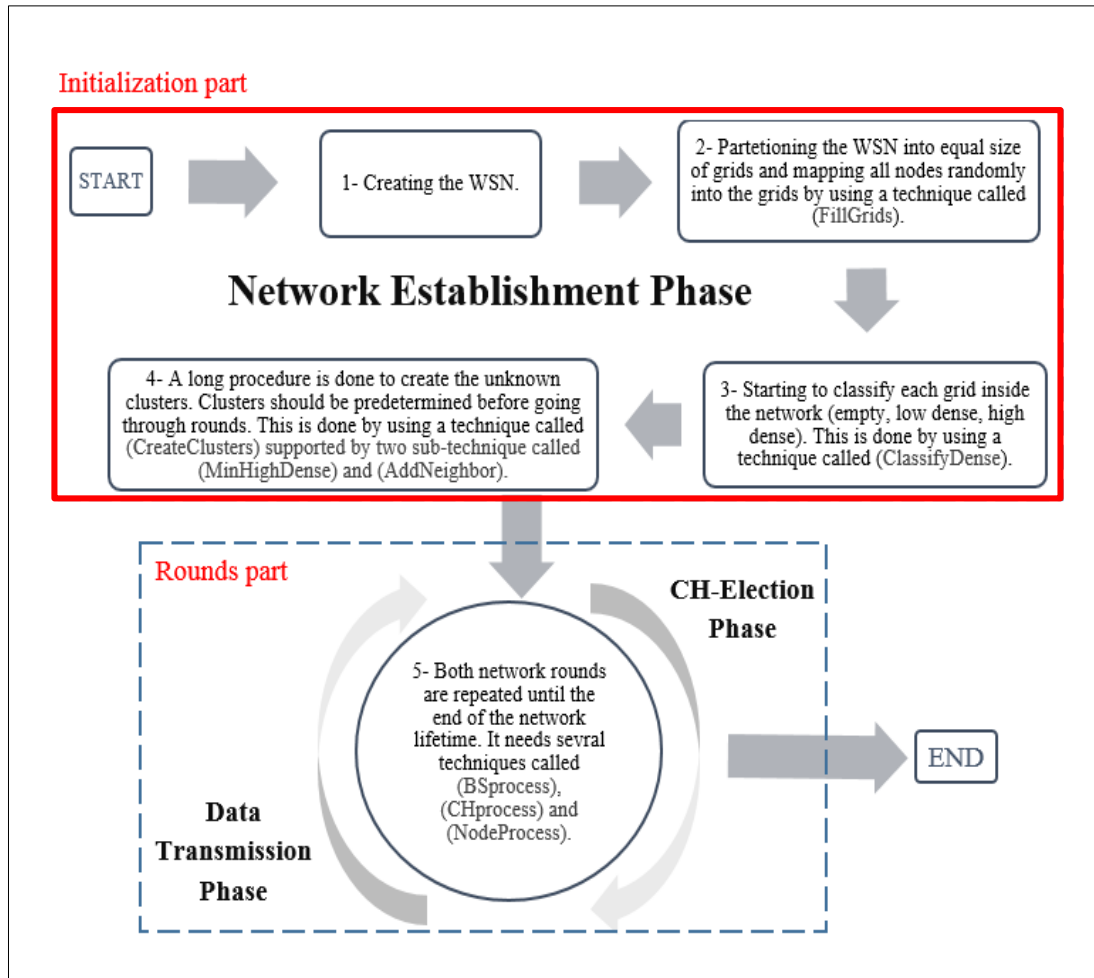 Initialization part
START
1- Creating the WSN.
2- Partetioning the WSN into equal size
of grids and mapping all nodes randomly
into the grids by using a technique called
(FillGrids).
Network Establishment Phase
3- Starting to classify each grid inside
the network (empty, low dense, high
dense). This is done by using a
technique called (ClassifyDense).
4- A long procedure is done to create the unknown
clusters. Clusters should be predetermined before going
through rounds. This is done by using a technique called
(CreateClusters) supported by two sub-technique called
(MinHighDense) and (AddNeighbor).
Rounds part
CH-Election
Phase
5- Both network rounds
are repeated until the
end of the network
lifetime. It needs sevral
techniques called
(BSprocess),
(CHprocess) and
(NodeProcess).
Data
Transmission
Phase
END